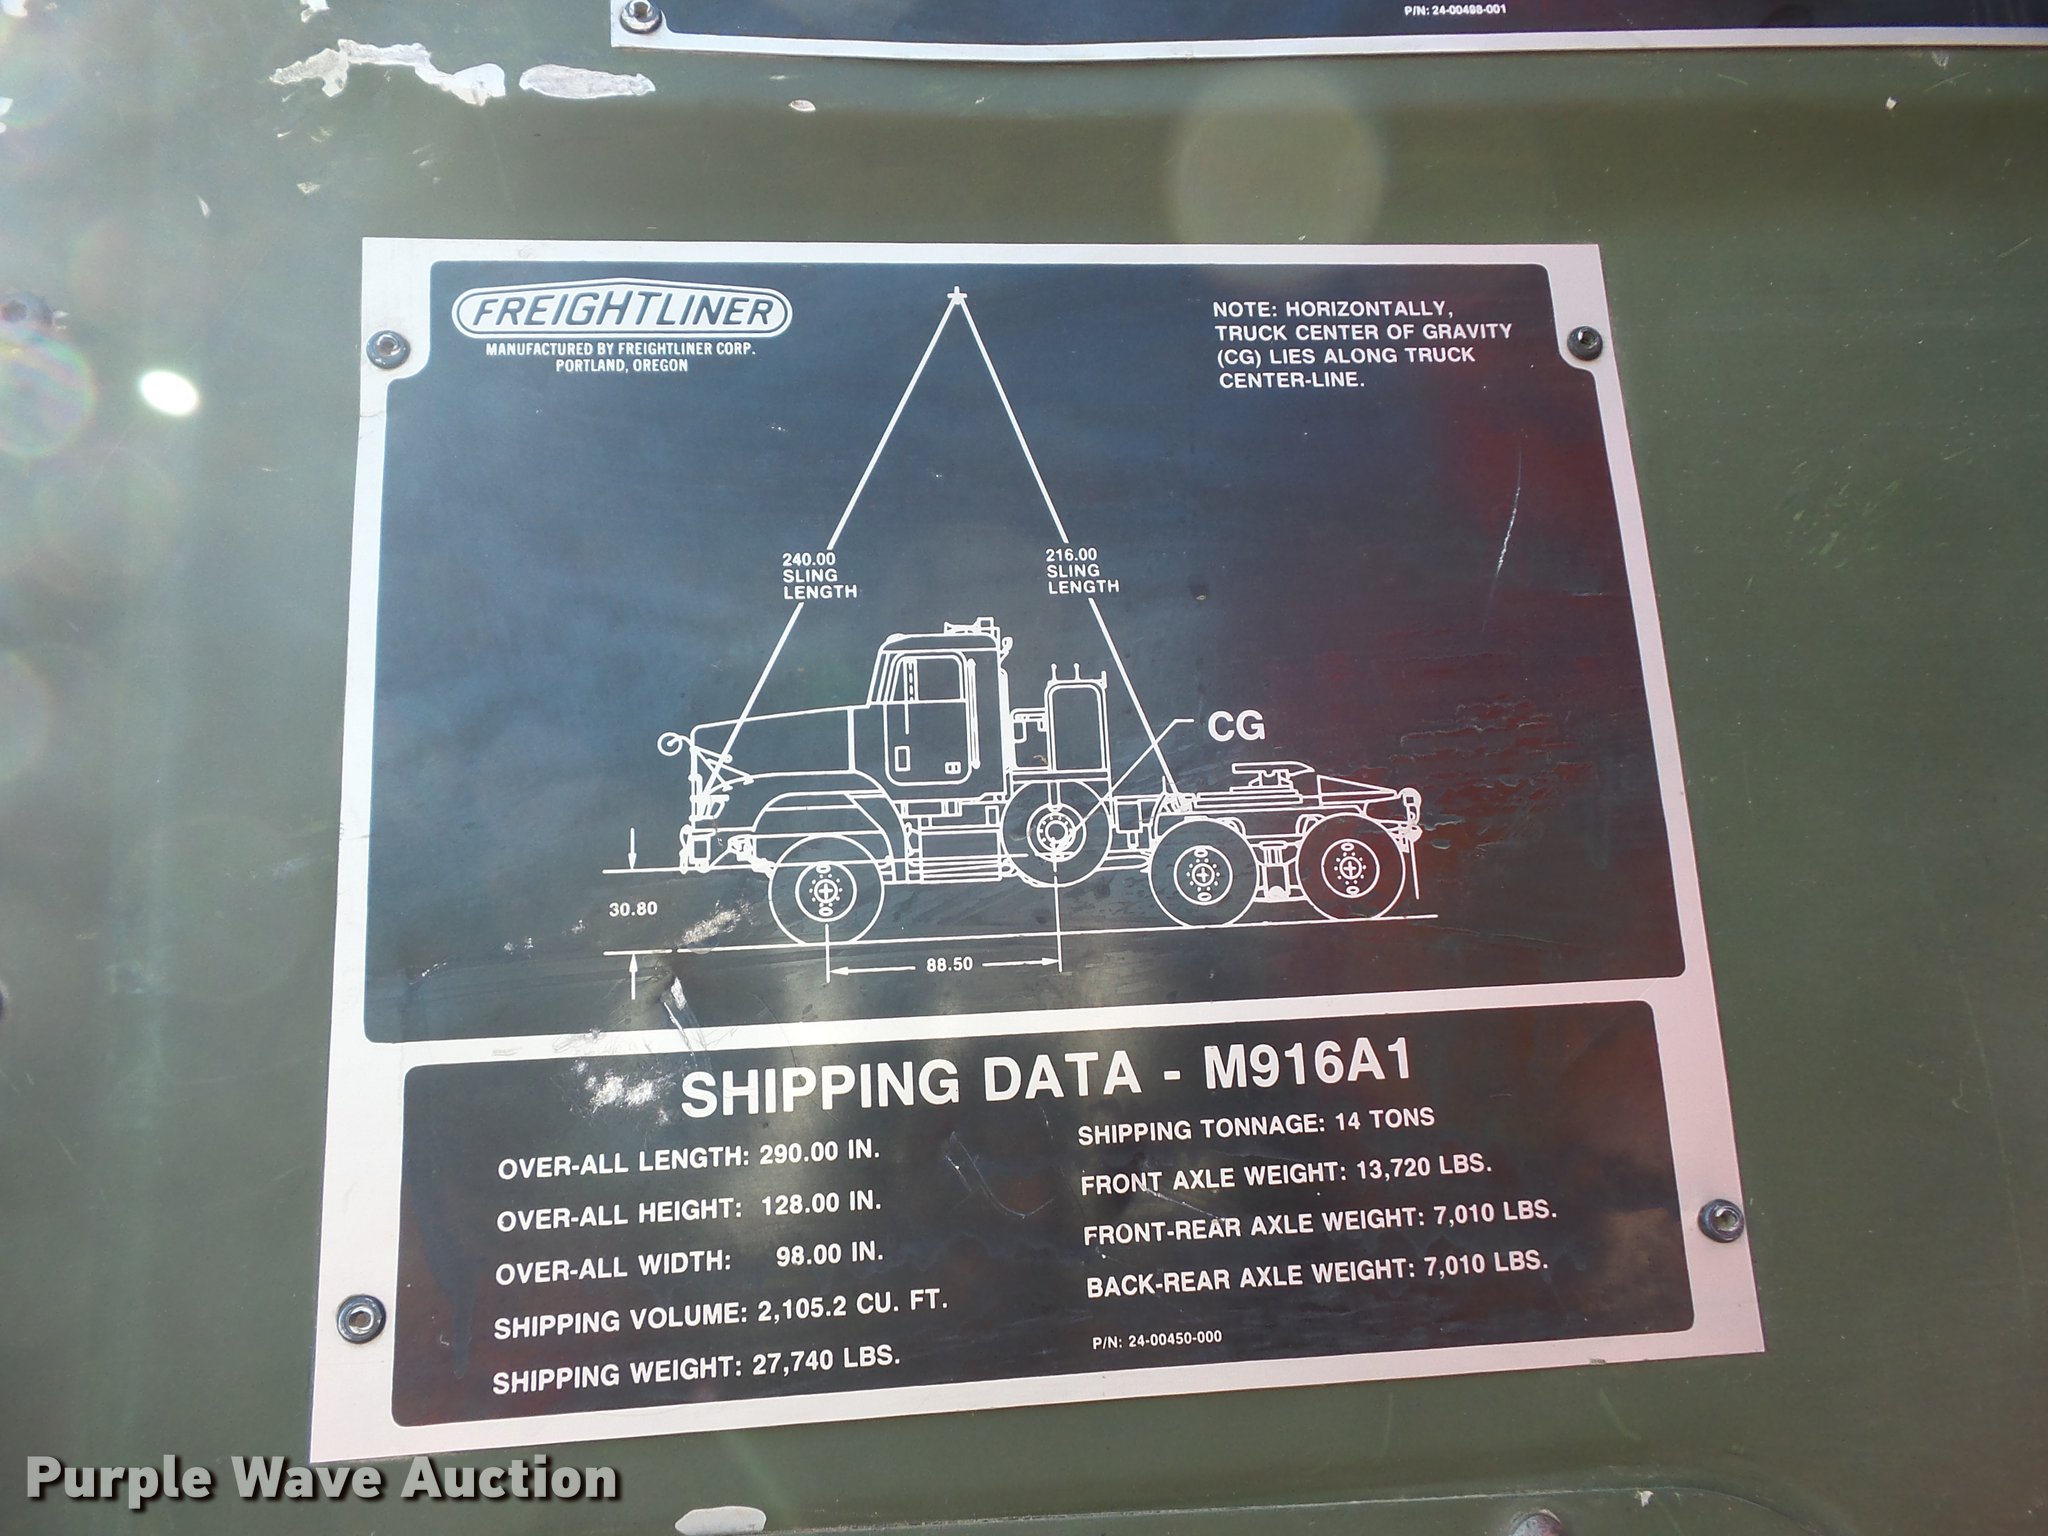 P/N: 24-00498-001
FREIGHTLINER
MANUFACTURED BY FREIGHTLINER CORP.
PORTLAND, OREGON
NOTE: HORIZONTALLY,
TRUCK CENTER OF GRAVITY
(CG) LIES ALONG TRUCK
CENTER-LINE.
240.00
SLING
LENGTH
216.00
SLING
LENGTH
CG
30.80
88.50
SHIPPING DATA - M916A1
OVER-ALL LENGTH: 290.00 IN.
OVER-ALL HEIGHT: 128.00 IN.
OVER-ALL WIDTH: 98.00 IN.
SHIPPING VOLUME: 2,105.2 CU. FT.
SHIPPING WEIGHT: 27,740 LBS.
SHIPPING TONNAGE: 14 TONS
FRONT AXLE WEIGHT: 13,720 LBS.
FRONT-REAR AXLE WEIGHT: 7,010 LBS.
BACK-REAR AXLE WEIGHT: 7,010 LBS.
P/N: 24-00450-000
Purple Wave Auction